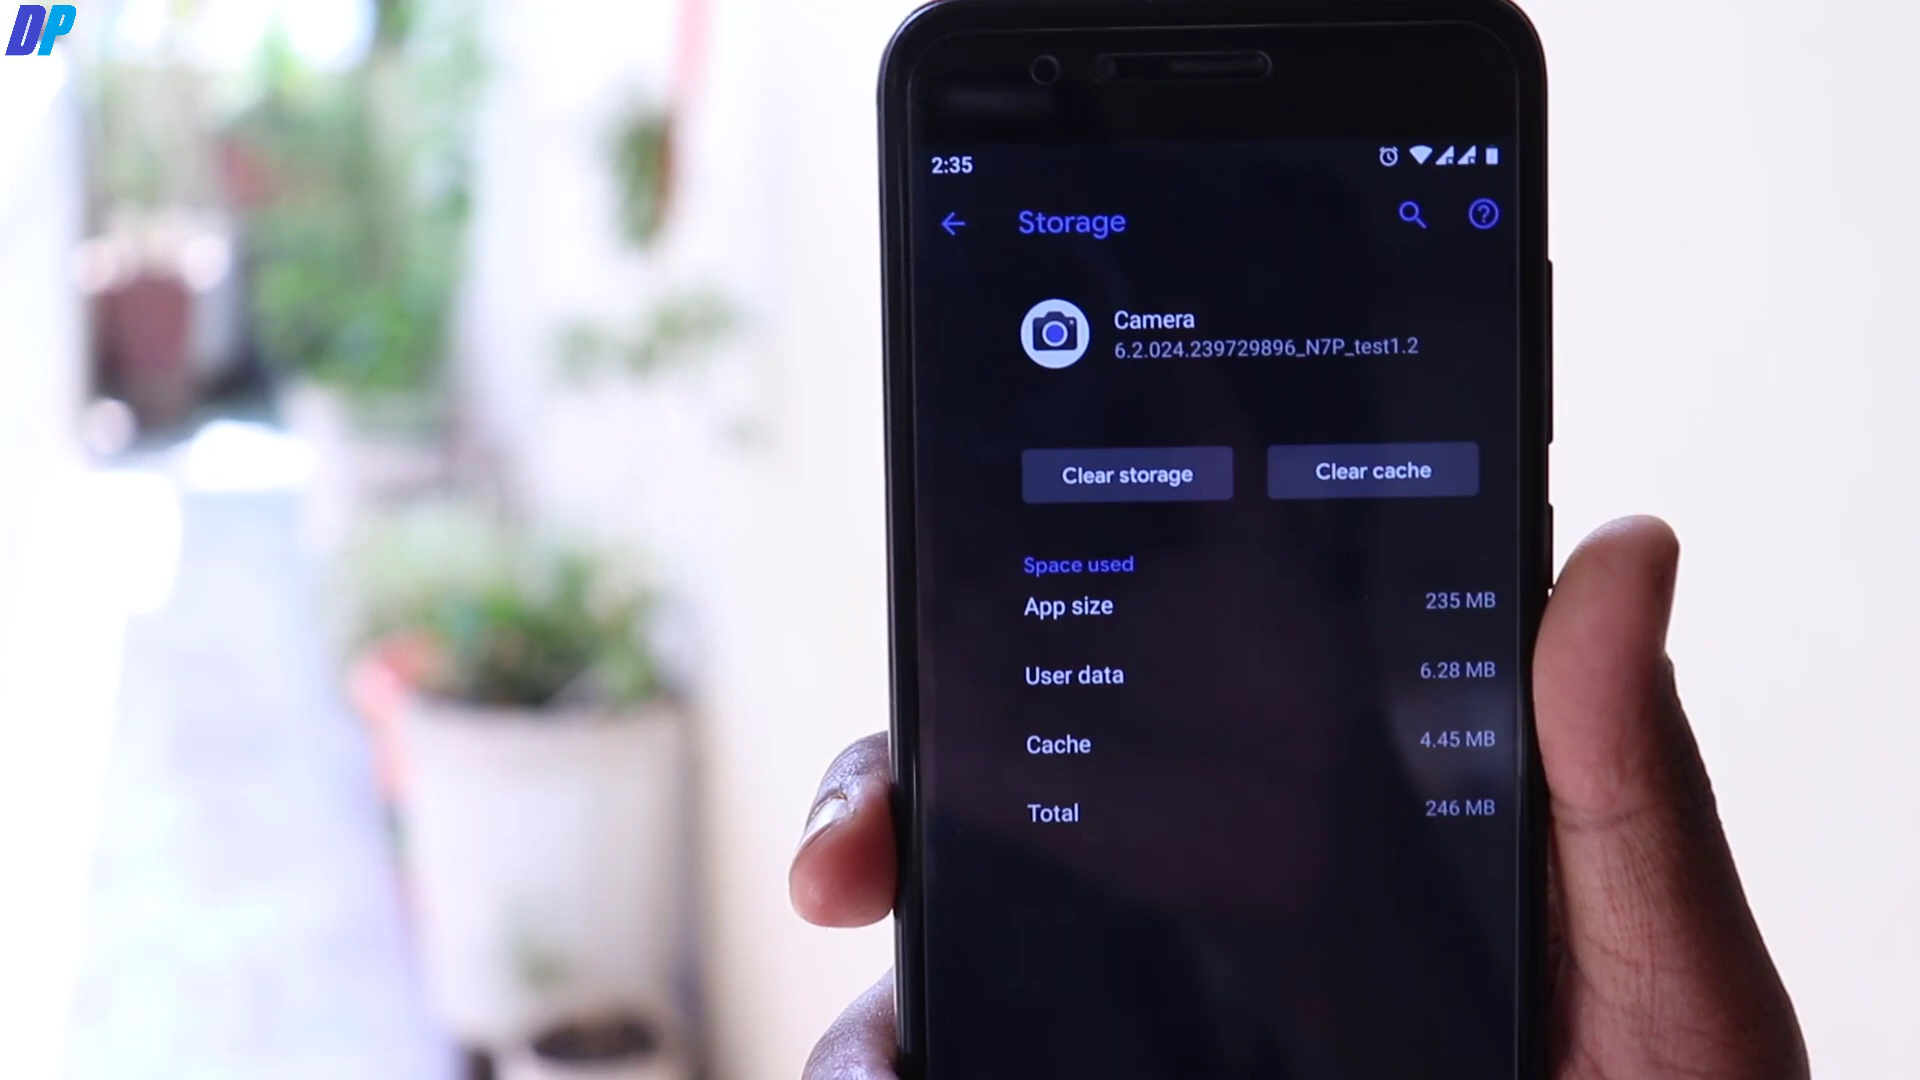 DP
2:35
Storage
Camera
6.2.024.239729896_N7P_test1.2
Clear storage
Clear cache
Space used
App size 235 MB
User data 6.28 MB
Cache 4.45 MB
Total 246 MB